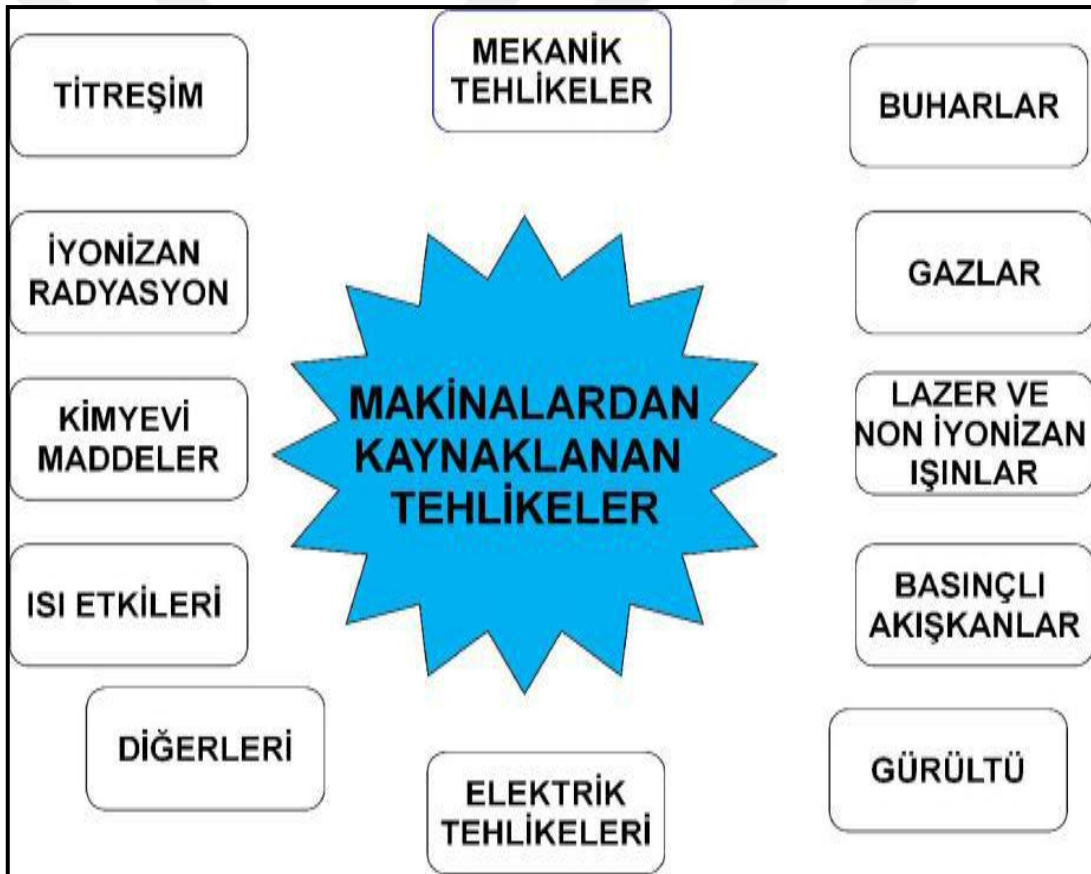 MEKANİK
TEHLİKELER
TİTREŞİM
BUHARLAR
İYONİZAN
RADYASYON
GAZLAR
MAKİNALARDAN
KAYNAKLANAN
TEHLİKELER
KİMYEVİ
MADDELER
LAZER VE
NON İYONİZAN
IŞINLAR
ISI ETKİLERİ
BASINÇLI
AKIŞKANLAR
DİĞERLERİ
GÜRÜLTÜ
ELEKTRİK
TEHLİKELERİ